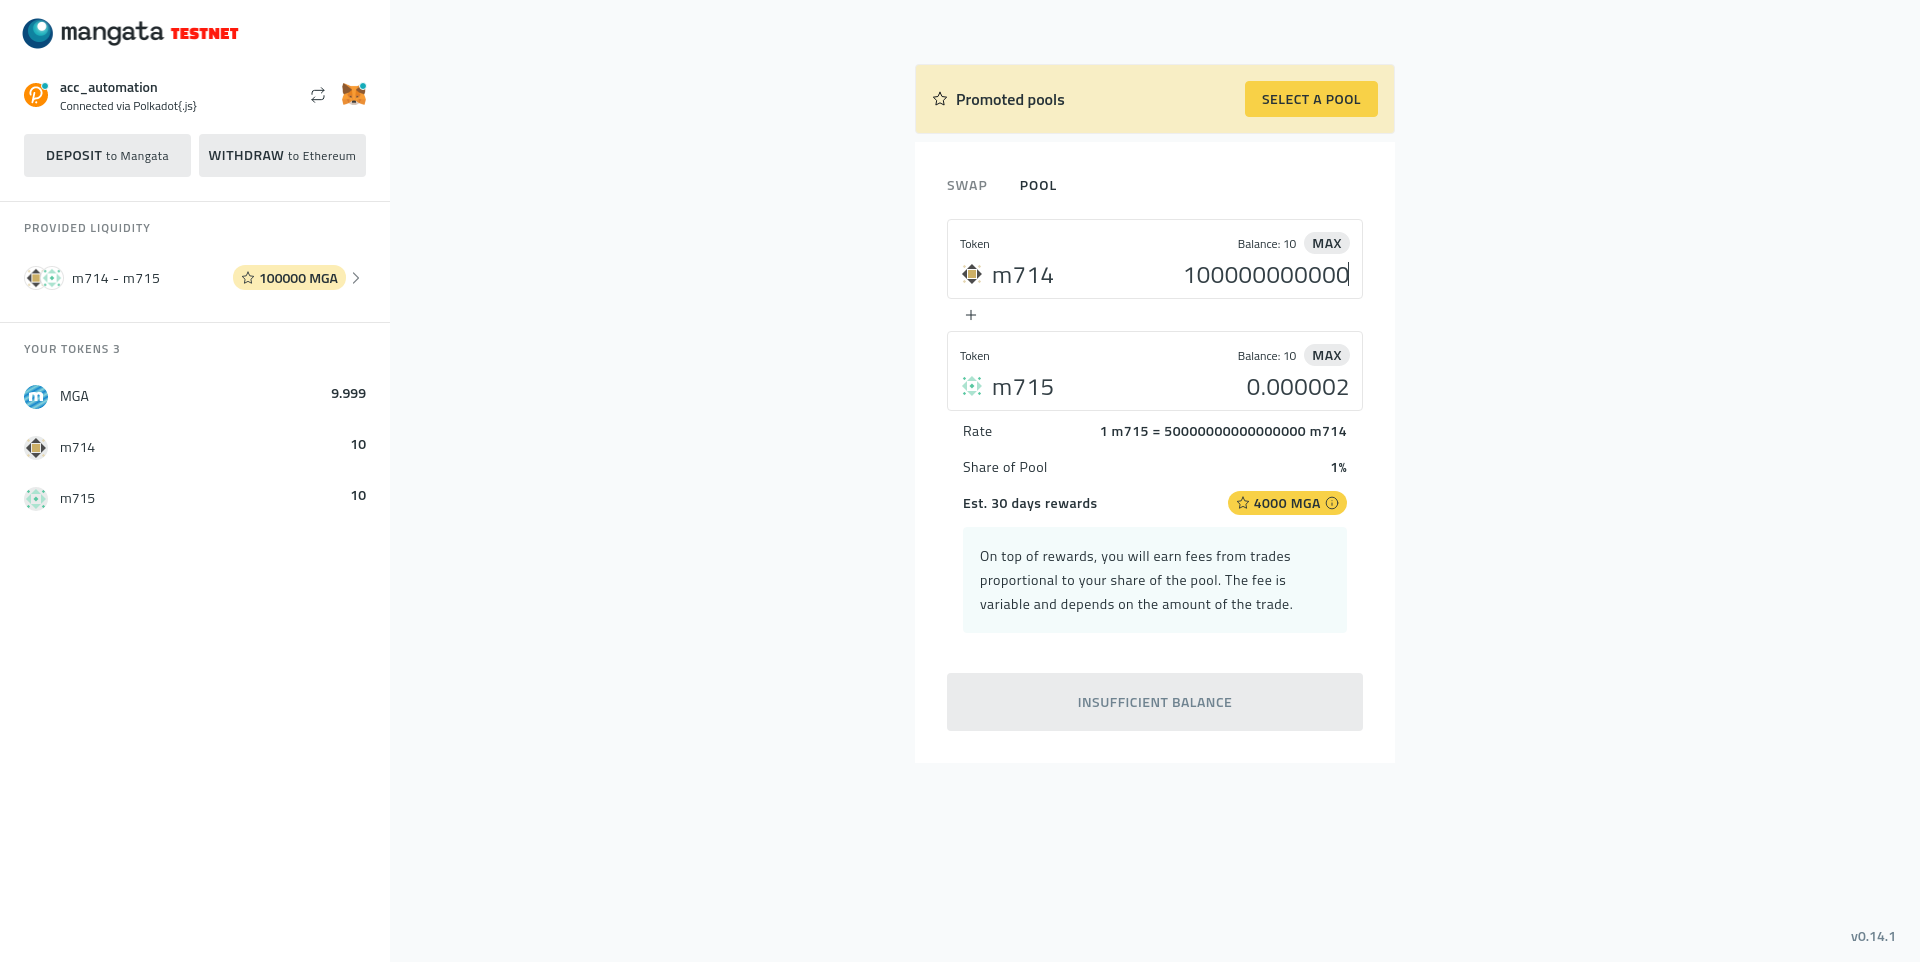 mangata TESTNET
acc_automation
Connected via Polkadot{.js}
DEPOSIT to Mangata
WITHDRAW to Ethereum
PROVIDED LIQUIDITY
m714 - m715
100000 MGA
YOUR TOKENS 3
MGA 9.999
m714 10
m715 10
Promoted pools
SELECT A POOL
SWAP POOL
Token Balance: 10 MAX
m714 100000000000
+
Token Balance: 10 MAX
m715 0.000002
Rate 1 m715 = 50000000000000000 m714
Share of Pool 1%
Est. 30 days rewards 4000 MGA
On top of rewards, you will earn fees from trades
proportional to your share of the pool. The fee is
variable and depends on the amount of the trade.
INSUFFICIENT BALANCE
v0.14.1